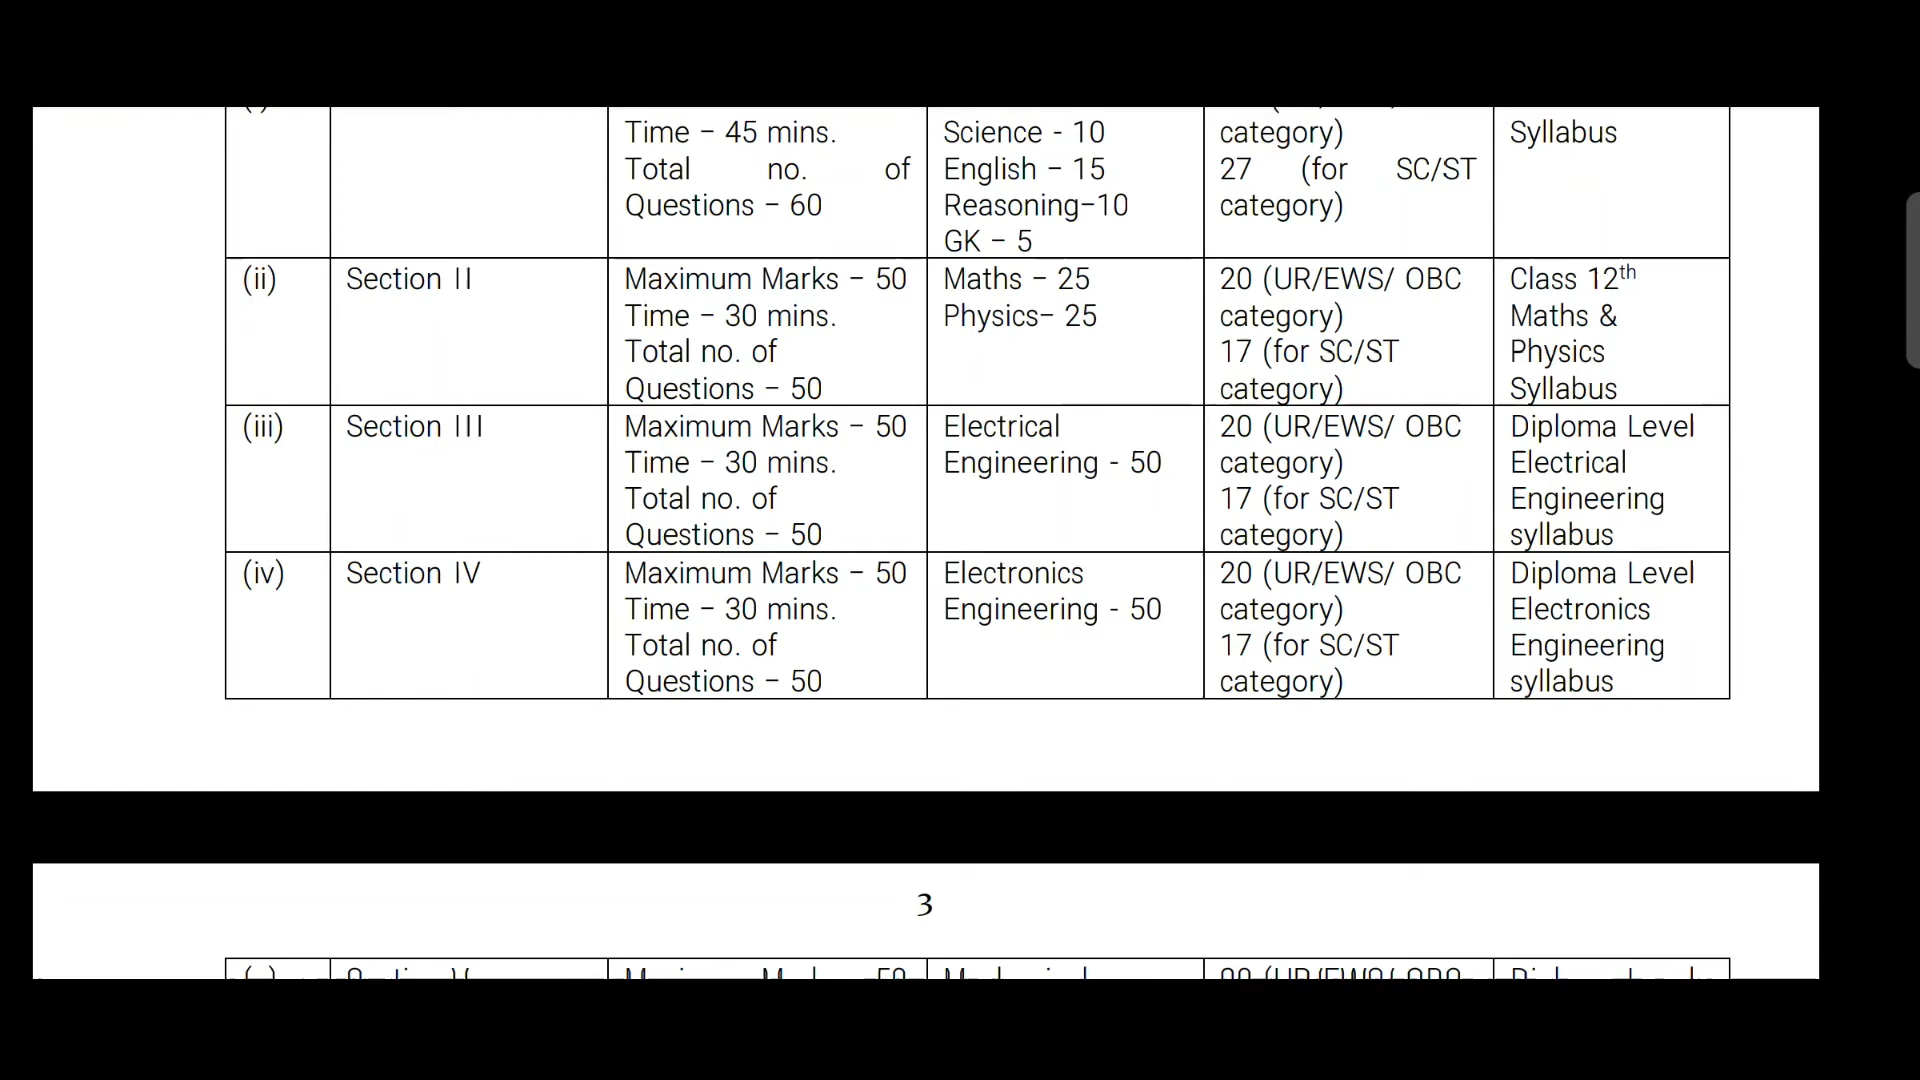 Time – 45 mins.
Science - 10
category)
Syllabus
Total no. of
English – 15
27 (for SC/ST
Questions – 60
Reasoning–10
category)
GK – 5
(ii)
Section II
Maximum Marks – 50
Maths – 25
20 (UR/EWS/ OBC
Class 12th
Time – 30 mins.
Physics– 25
category)
Maths &
Total no. of
17 (for SC/ST
Physics
Questions – 50
category)
Syllabus
(iii)
Section III
Maximum Marks – 50
Electrical
20 (UR/EWS/ OBC
Diploma Level
Time – 30 mins.
Engineering - 50
category)
Electrical
Total no. of
17 (for SC/ST
Engineering
Questions – 50
category)
syllabus
(iv)
Section IV
Maximum Marks – 50
Electronics
20 (UR/EWS/ OBC
Diploma Level
Time – 30 mins.
Engineering - 50
category)
Electronics
Total no. of
17 (for SC/ST
Engineering
Questions – 50
category)
syllabus
3